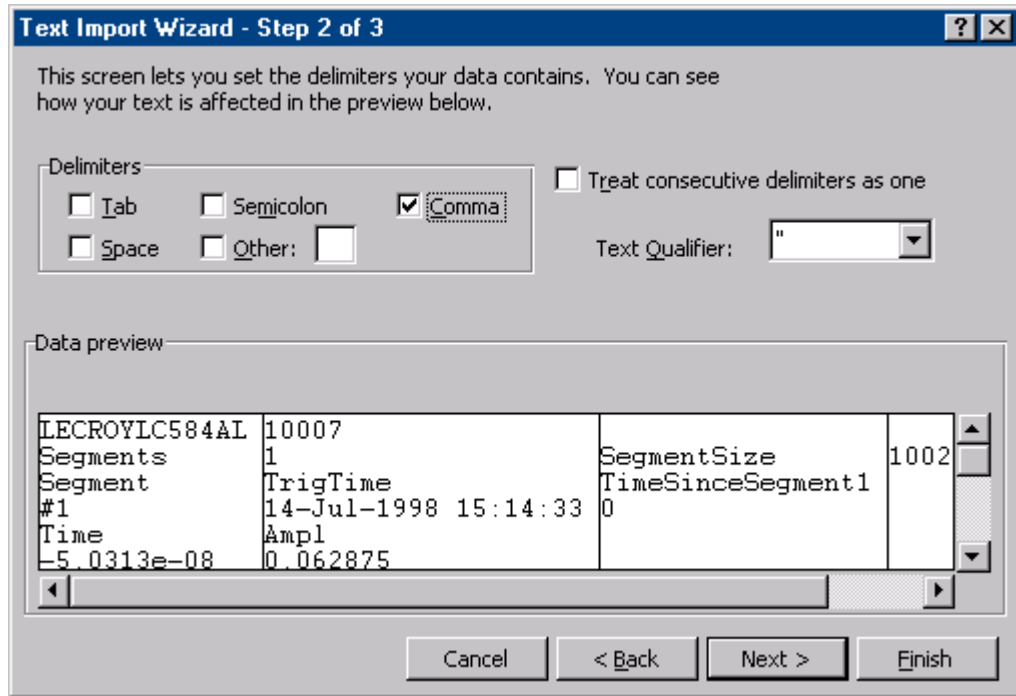 Text Import Wizard - Step 2 of 3
This screen lets you set the delimiters your data contains. You can see
how your text is affected in the preview below.
Delimiters
Tab Semicolon Comma
Space Other:
Treat consecutive delimiters as one
Text Qualifier: "
Data preview
LECROYLC584AL 10007
Segments 1 SegmentSize 1002
Segment TrigTime TimeSinceSegment1
#1 14-Jul-1998 15:14:33 0
Time Ampl
-5.0313e-08 0.062875
Cancel < Back Next > Finish